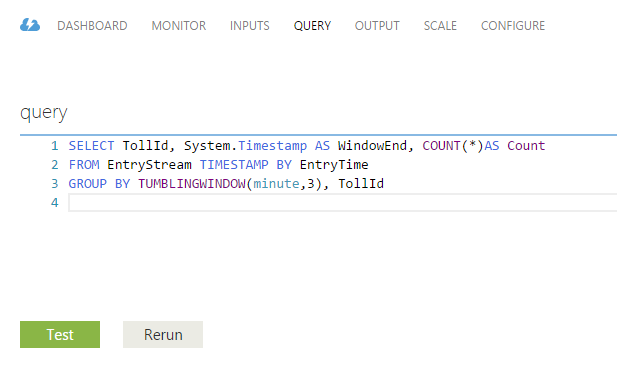 DASHBOARD MONITOR INPUTS QUERY OUTPUT SCALE CONFIGURE
query
1 SELECT TollId, System.Timestamp AS WindowEnd, COUNT(*)AS Count
2 FROM EntryStream TIMESTAMP BY EntryTime
3 GROUP BY TUMBLINGWINDOW(minute,3), TollId
4
Test Rerun